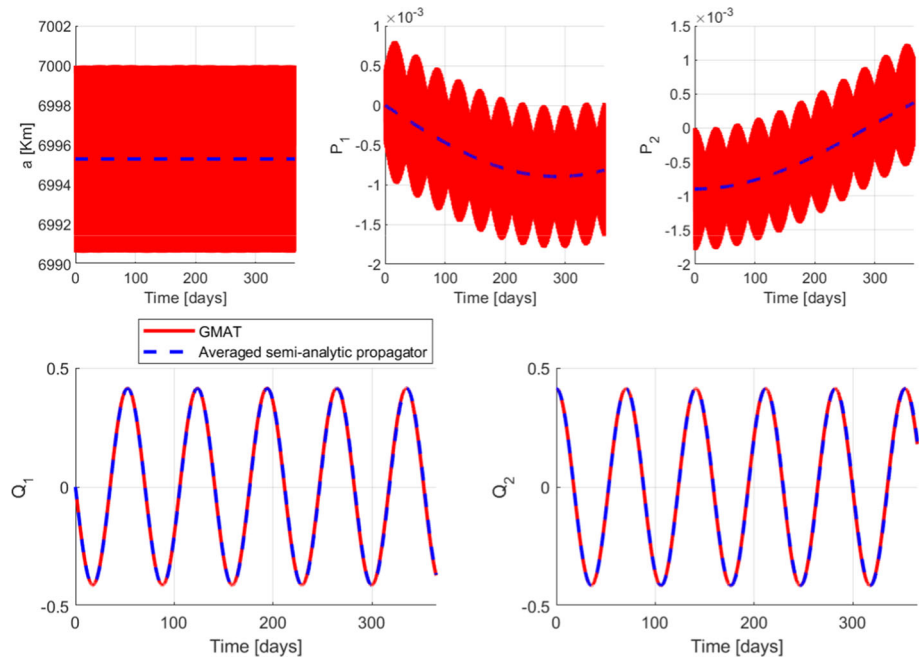 7002
7000
6998
6996
6994
6992
6990
a [Km]
0 100 200 300
Time [days]
×10⁻³
1
0.5
0
-0.5
-1
-1.5
-2
P₁
0 100 200 300
Time [days]
×10⁻³
1.5
1
0.5
0
-0.5
-1
-1.5
-2
P₂
0 100 200 300
Time [days]
GMAT
Averaged semi-analytic propagator
0.5
0
-0.5
Q₁
0 100 200 300
Time [days]
0.5
0
-0.5
Q₂
0 100 200 300
Time [days]